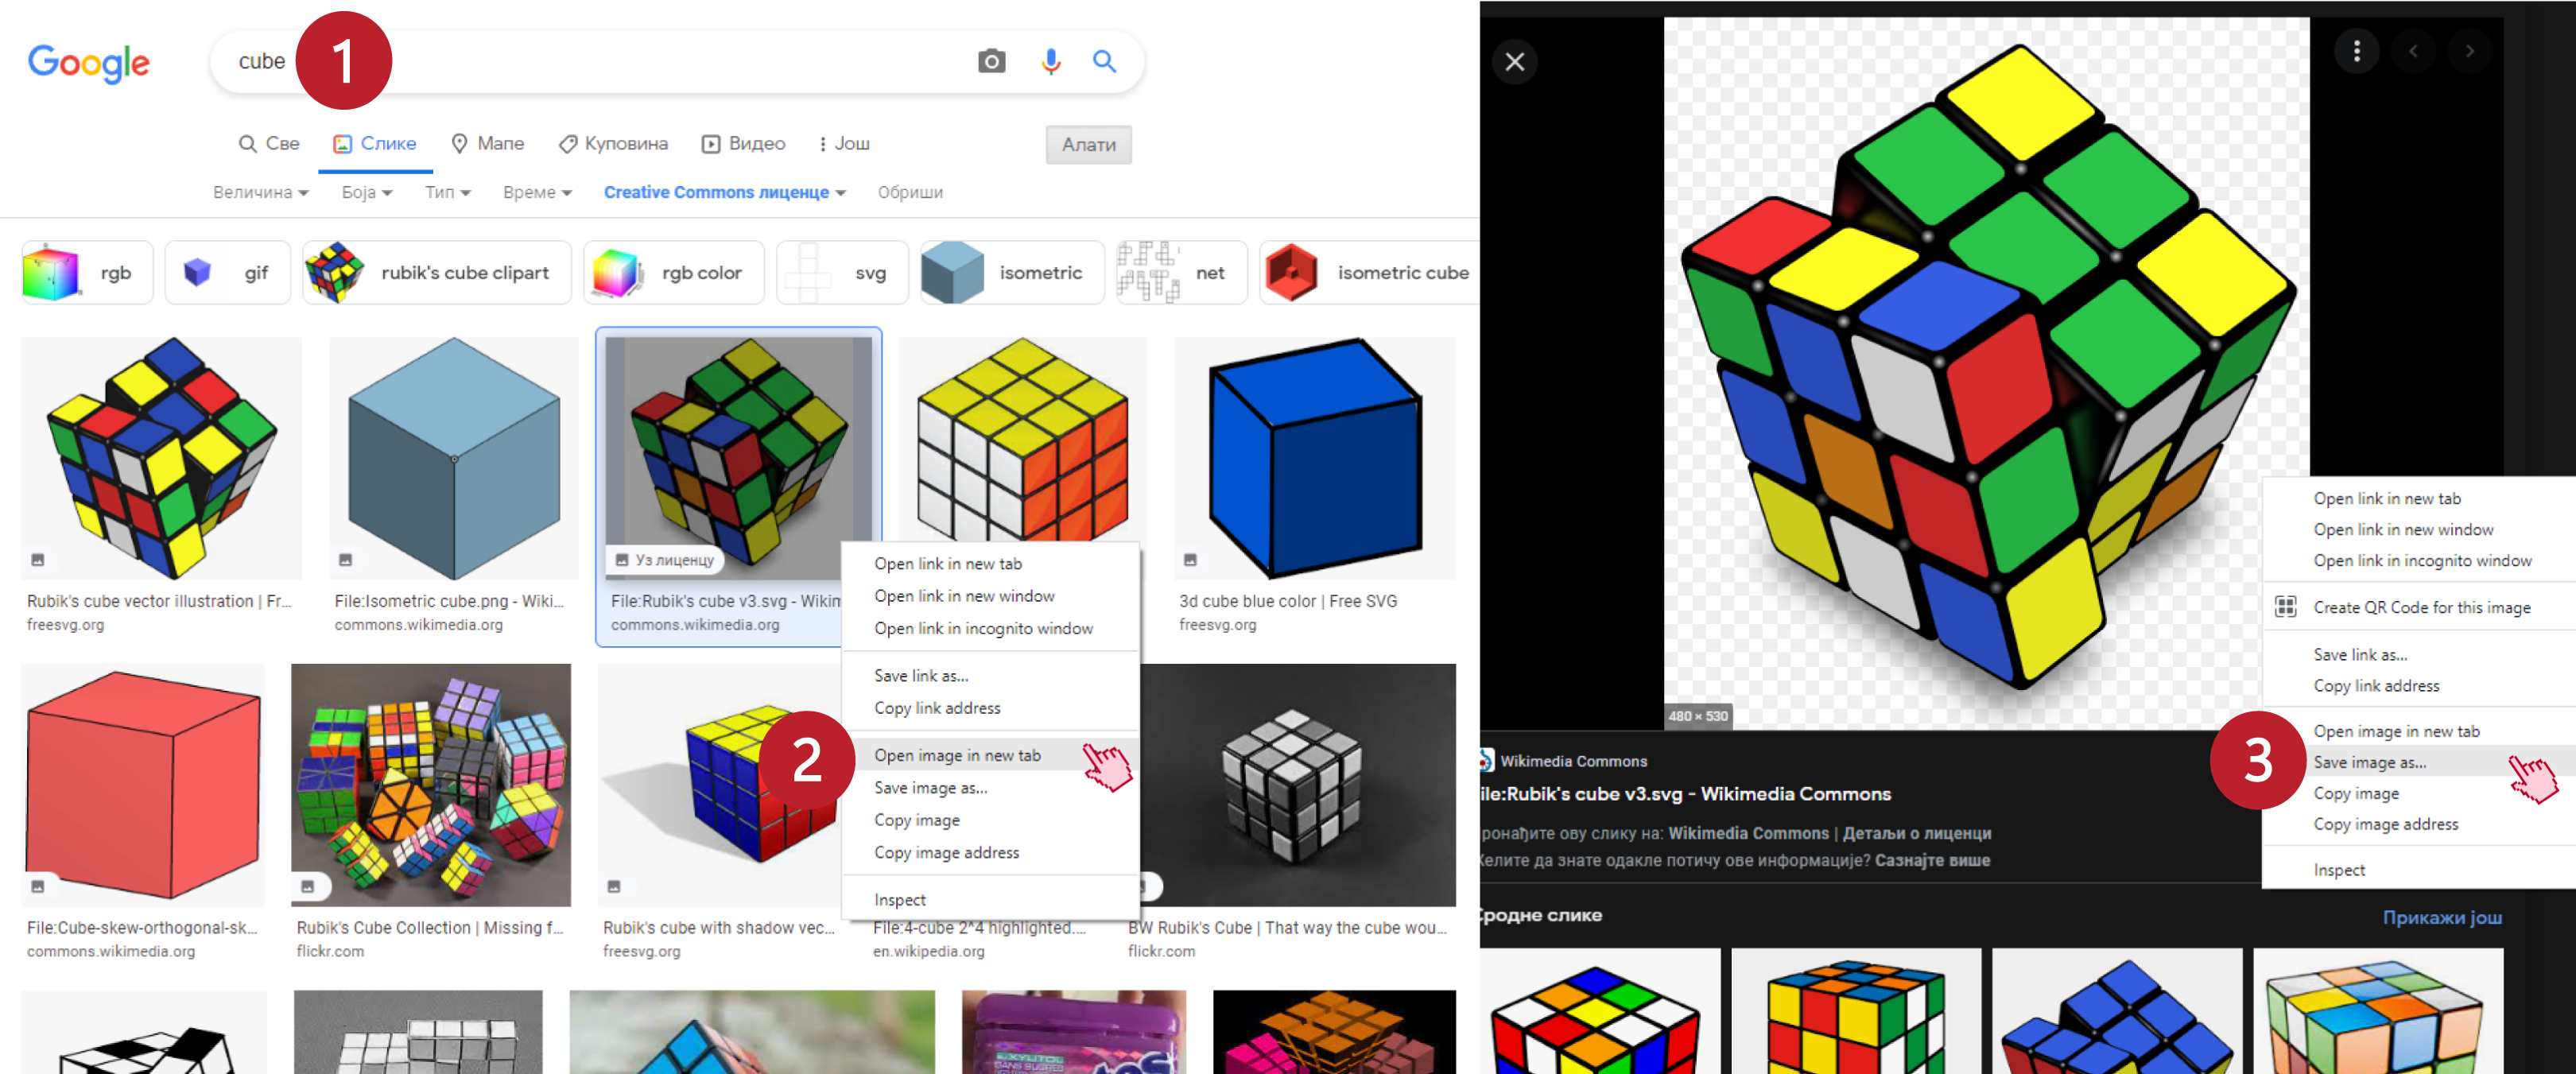 Google
cube
1
Све Слике Мапе Куповина Видео Још Алати
Величина Боја Тип Време Creative Commons лиценце Обриши
rgb gif rubik's cube clipart rgb color svg isometric net isometric cube
Уз лиценцу
Rubik's cube vector illustration | Fr...
freesvg.org
File:Isometric cube.png - Wiki...
commons.wikimedia.org
File:Rubik's cube v3.svg - Wikim
commons.wikimedia.org
3d cube blue color | Free SVG
freesvg.org
Open link in new tab
Open link in new window
Open link in incognito window
Save link as...
Copy link address
2
Open image in new tab
Save image as...
Copy image
Copy image address
Inspect
File:Cube-skew-orthogonal-sk...
commons.wikimedia.org
Rubik's Cube Collection | Missing f...
flickr.com
Rubik's cube with shadow vec...
freesvg.org
File:4-cube 2^4 highlighted....
en.wikipedia.org
BW Rubik's Cube | That way the cube wou...
flickr.com
XYLITOL
480 × 530
Wikimedia Commons
ile:Rubik's cube v3.svg - Wikimedia Commons
ронађите ову слику на: Wikimedia Commons | Детаљи о лиценци
елите да знате одакле потичу ове информације? Сазнајте више
родне слике
Прикажи још
Open link in new tab
Open link in new window
Open link in incognito window
Create QR Code for this image
Save link as...
Copy link address
Open image in new tab
3
Save image as...
Copy image
Copy image address
Inspect